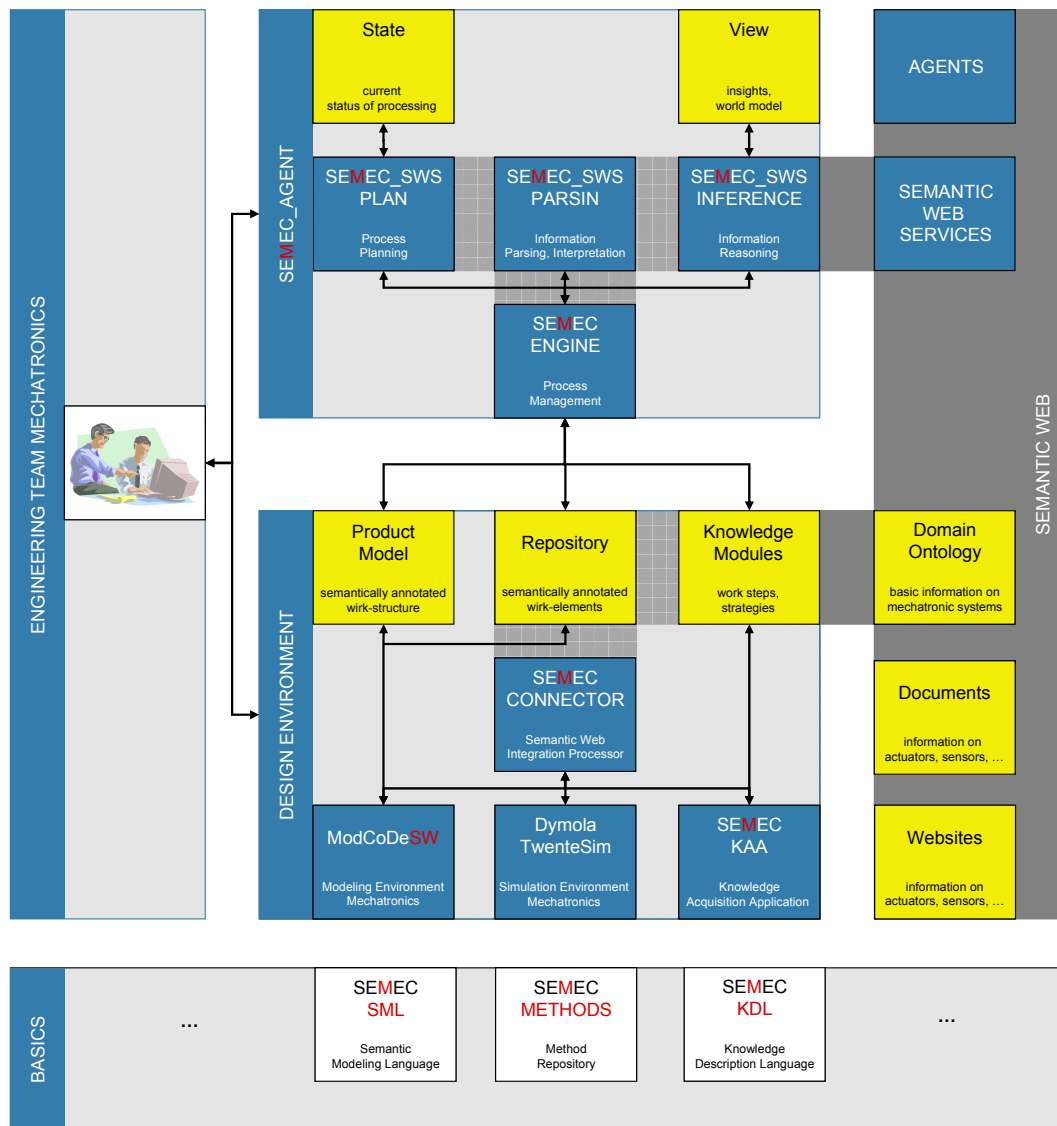 ENGINEERING TEAM MECHATRONICS
SEMEC_AGENT
State
current
status of processing
View
insights,
world model
SEMEC_SWS
PLAN
Process
Planning
SEMEC_SWS
PARSIN
Information
Parsing, Interpretation
SEMEC_SWS
INFERENCE
Information
Reasoning
SEMEC
ENGINE
Process
Management
AGENTS
SEMANTIC
WEB
SERVICES
SEMANTIC WEB
DESIGN ENVIRONMENT
Product
Model
semantically annotated
wirk-structure
Repository
semantically annotated
wirk-elements
Knowledge
Modules
work steps,
strategies
Domain
Ontology
basic information on
mechatronic systems
SEMEC
CONNECTOR
Semantic Web
Integration Processor
Documents
information on
actuators, sensors, ...
ModCoDeSW
Modeling Environment
Mechatronics
Dymola
TwenteSim
Simulation Environment
Mechatronics
SEMEC
KAA
Knowledge
Acquisition Application
Websites
information on
actuators, sensors, ...
BASICS
...
SEMEC
SML
Semantic
Modeling Language
SEMEC
METHODS
Method
Repository
SEMEC
KDL
Knowledge
Description Language
...